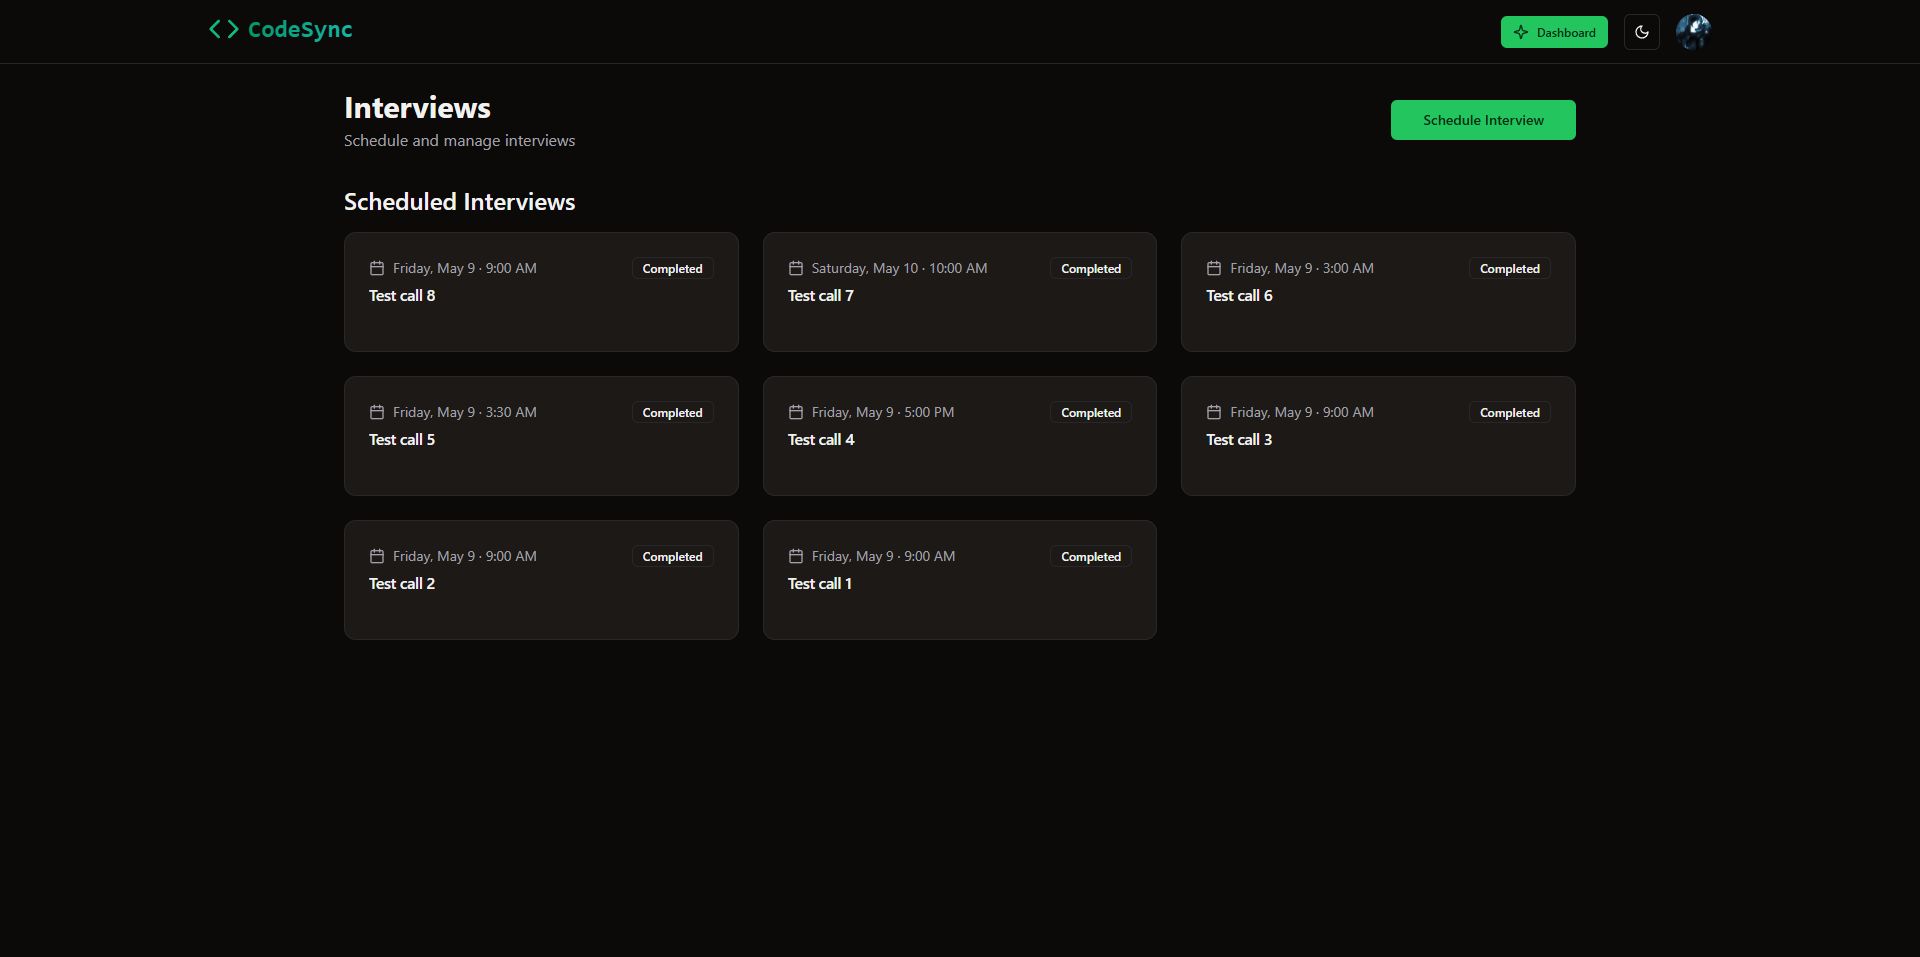 CodeSync
Dashboard
Interviews
Schedule and manage interviews
Schedule Interview
Scheduled Interviews
Friday, May 9 · 9:00 AM
Completed
Test call 8
Saturday, May 10 · 10:00 AM
Completed
Test call 7
Friday, May 9 · 3:00 AM
Completed
Test call 6
Friday, May 9 · 3:30 AM
Completed
Test call 5
Friday, May 9 · 5:00 PM
Completed
Test call 4
Friday, May 9 · 9:00 AM
Completed
Test call 3
Friday, May 9 · 9:00 AM
Completed
Test call 2
Friday, May 9 · 9:00 AM
Completed
Test call 1